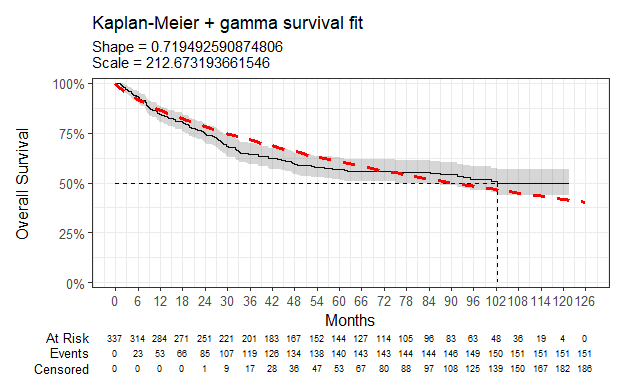 Kaplan-Meier + gamma survival fit
Shape = 0.719492590874806
Scale = 212.673193661546
100%
75%
50%
25%
0%
Overall Survival
0 6 12 18 24 30 36 42 48 54 60 66 72 78 84 90 96 102 108 114 120 126
Months
At Risk 337 314 284 271 251 221 201 183 167 152 144 127 114 105 96 83 63 48 36 19 4 0
Events 0 23 53 66 85 107 119 126 134 138 140 143 143 144 144 146 149 150 151 151 151 151
Censored 0 0 0 0 1 9 17 28 36 47 53 67 80 88 97 108 125 139 150 167 182 186